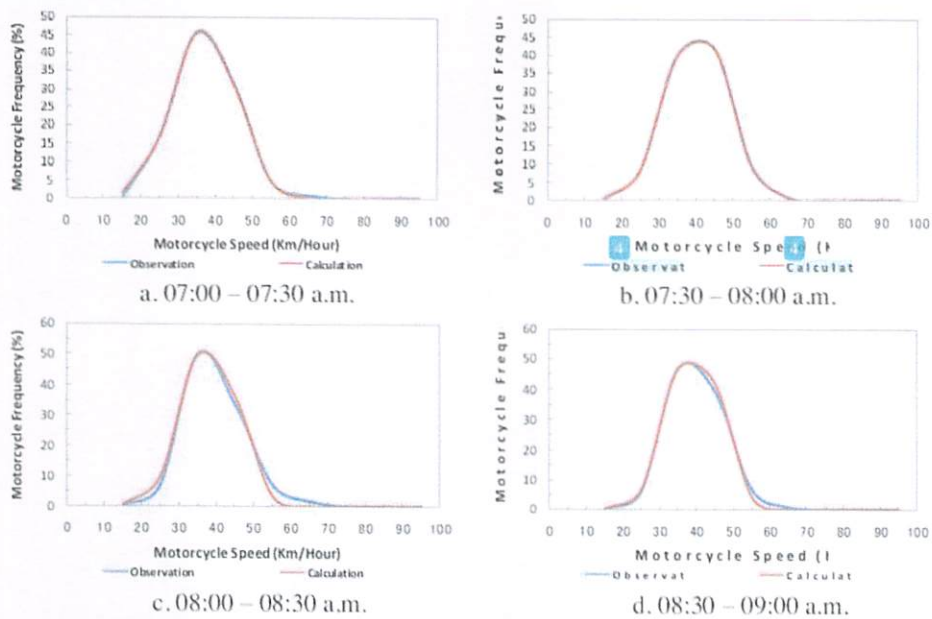 50
45
40
35
30
25
20
15
10
5
0
Motorcycle Frequency (%)
0 10 20 30 40 50 60 70 80 90 100
Motorcycle Speed (Km/Hour)
Observation Calculation
a. 07:00 – 07:30 a.m.
50
45
40
35
30
25
20
15
10
5
0
Motorcycle Frequ
0 10 20 30 40 50 60 70 80 90 100
4 Motorcycle Spe 4 (
Observat Calculat
b. 07:30 – 08:00 a.m.
60
50
40
30
20
10
0
Motorcycle Frequency (%)
0 10 20 30 40 50 60 70 80 90 100
Motorcycle Speed (Km/Hour)
Observation Calculation
c. 08:00 – 08:30 a.m.
60
50
40
30
20
10
0
Motorcycle Frequ
0 10 20 30 40 50 60 70 80 90 100
Motorcycle Speed (
Observat Calculat
d. 08:30 – 09:00 a.m.